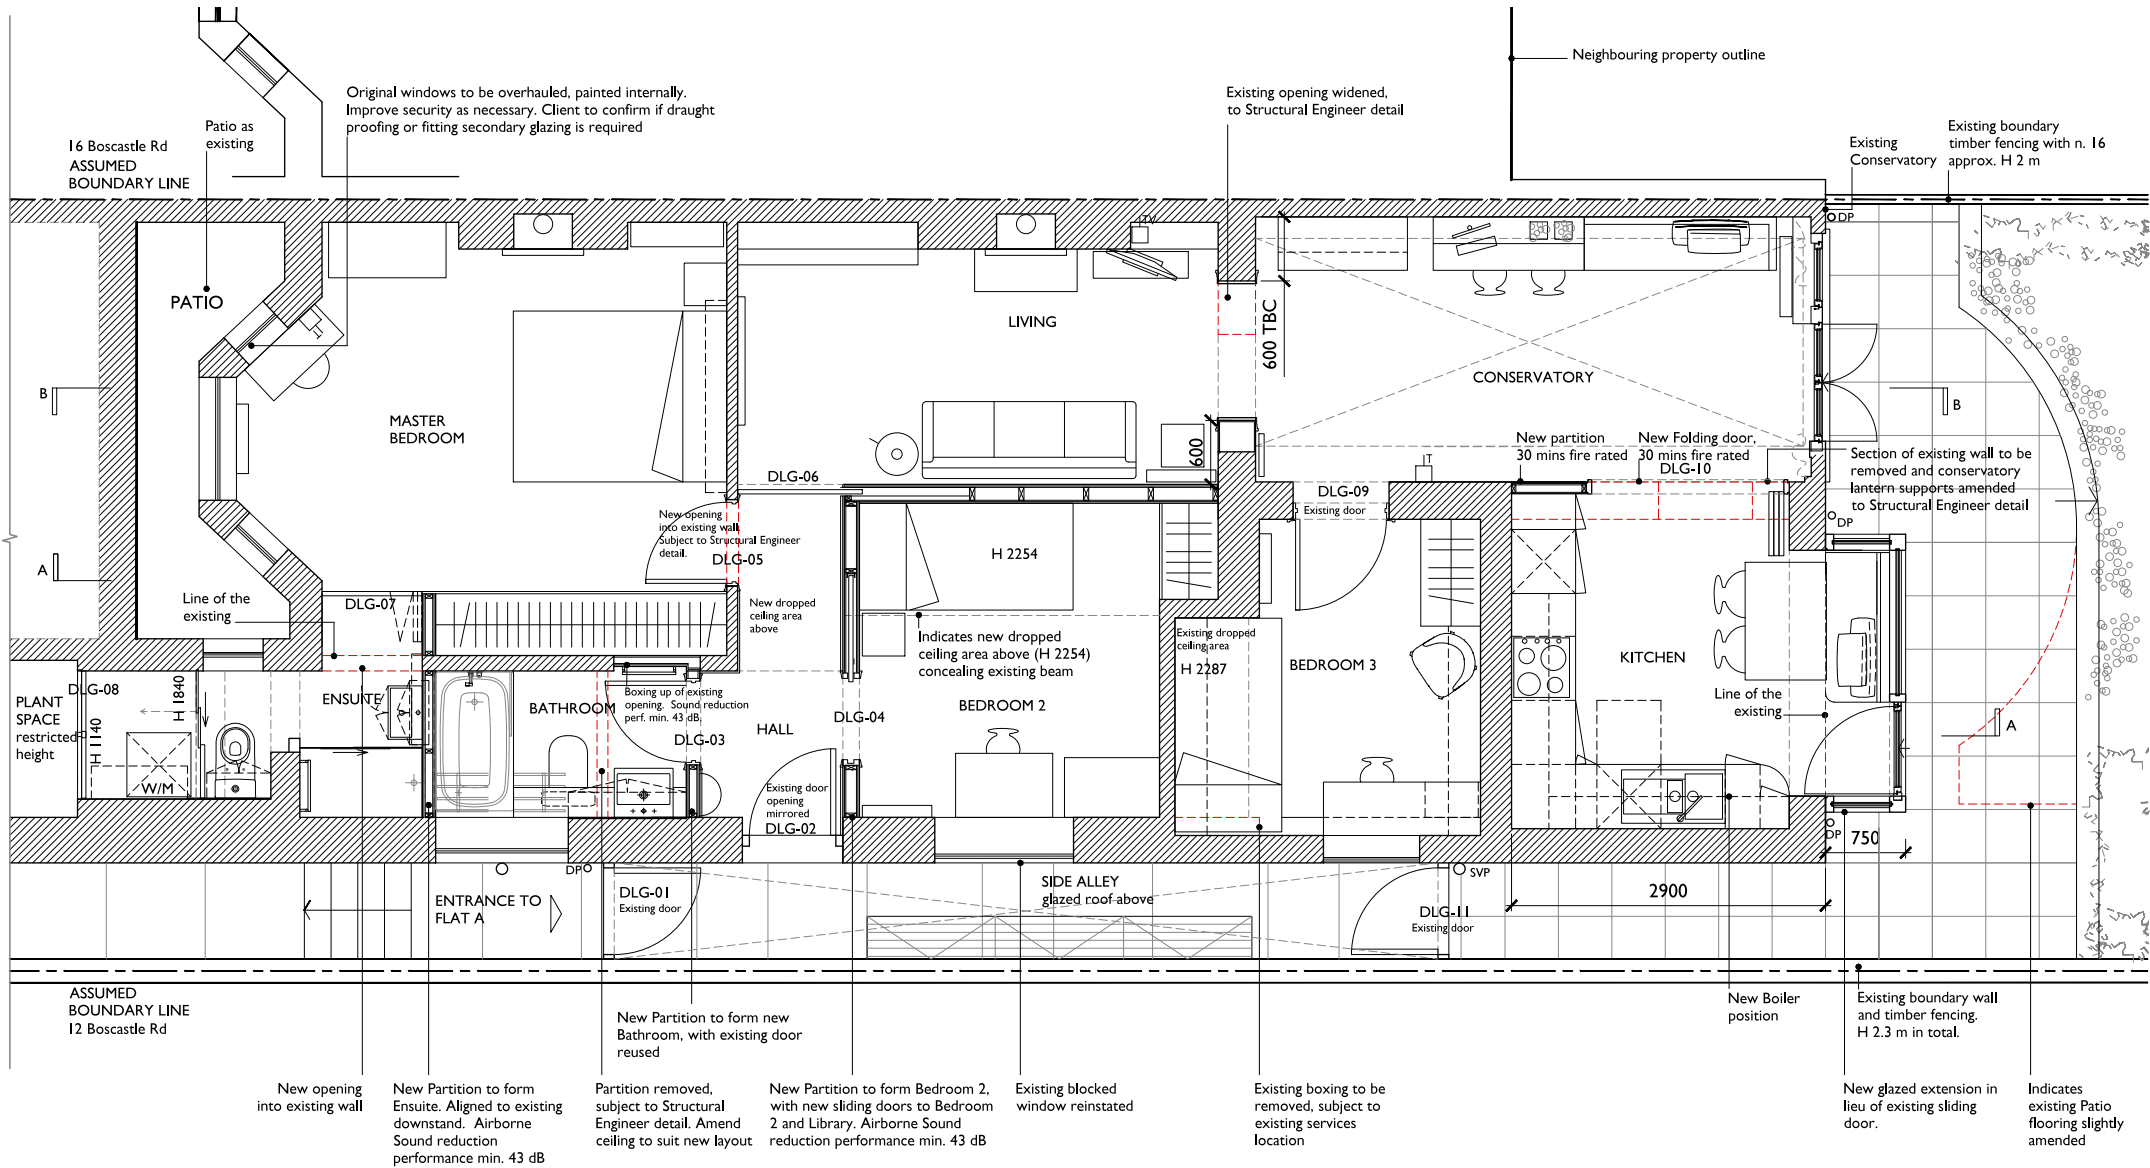 Neighbouring property outline
Original windows to be overhauled, painted internally.
Improve security as necessary. Client to confirm if draught
proofing or fitting secondary glazing is required
Existing opening widened,
to Structural Engineer detail
Patio as
existing
16 Boscastle Rd
ASSUMED
BOUNDARY LINE
Existing
Conservatory
Existing boundary
timber fencing with n. 16
approx. H 2 m
DP
TV
PATIO
LIVING
600 TBC
CONSERVATORY
B
B
MASTER
BEDROOM
600
New partition
30 mins fire rated
New Folding door,
30 mins fire rated
DLG-10
Section of existing wall to be
removed and conservatory
lantern supports amended
to Structural Engineer detail
IT
DLG-06
DLG-09
Existing door
New opening
into existing wall
Subject to Structural Engineer
detail.
DLG-05
DP
H 2254
A
Line of the
existing
DLG-07
New dropped
ceiling area
above
Indicates new dropped
ceiling area above (H 2254)
concealing existing beam
Existing dropped
ceiling area
H 2287
BEDROOM 3
KITCHEN
DLG-08
H 1840
H 1140
PLANT
SPACE
restricted
height
ENSUITE
Boxing up of existing
opening. Sound reduction
perf. min. 43 dB.
BATHROOM
DLG-03
HALL
DLG-04
BEDROOM 2
Line of the
existing
A
W/M
Existing door
opening
mirrored
DLG-02
DP
750
DP
DLG-01
Existing door
ENTRANCE TO
FLAT A
SIDE ALLEY
glazed roof above
SVP
DLG-11
Existing door
2900
ASSUMED
BOUNDARY LINE
12 Boscastle Rd
New Partition to form new
Bathroom, with existing door
reused
New Boiler
position
Existing boundary wall
and timber fencing.
H 2.3 m in total.
New opening
into existing wall
New Partition to form
Ensuite. Aligned to existing
downstand. Airborne
Sound reduction
performance min. 43 dB
Partition removed,
subject to Structural
Engineer detail. Amend
ceiling to suit new layout
New Partition to form Bedroom 2,
with new sliding doors to Bedroom
2 and Library. Airborne Sound
reduction performance min. 43 dB
Existing blocked
window reinstated
Existing boxing to be
removed, subject to
existing services
location
New glazed extension in
lieu of existing sliding
door.
Indicates
existing Patio
flooring slightly
amended